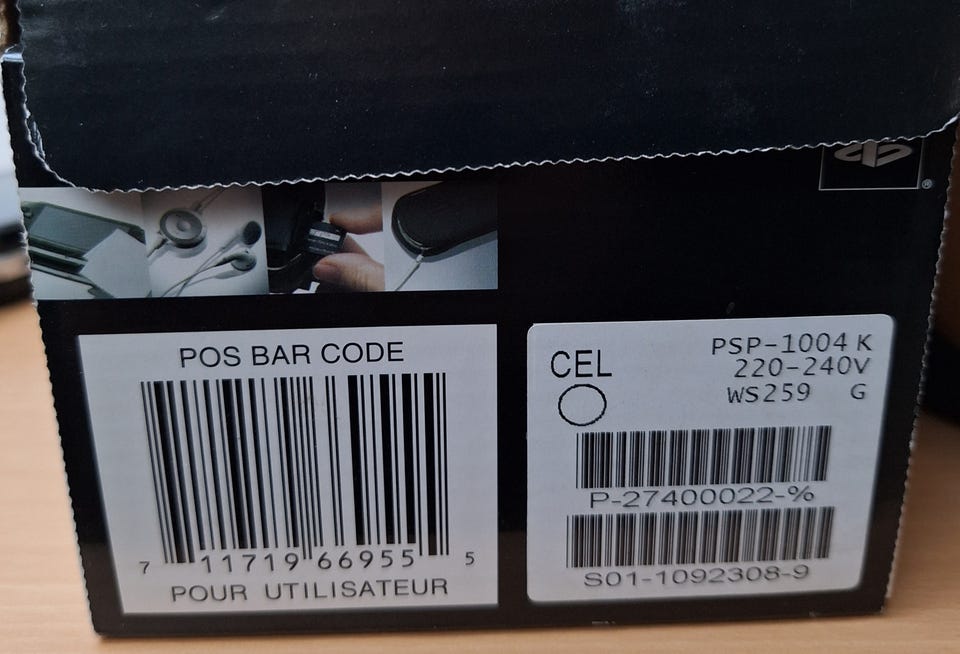 ®
POS BAR CODE
7 11719 66955 5
POUR UTILISATEUR
CEL
PSP-1004 K
220-240V
WS259 G
P-27400022-%
S01-1092308-9